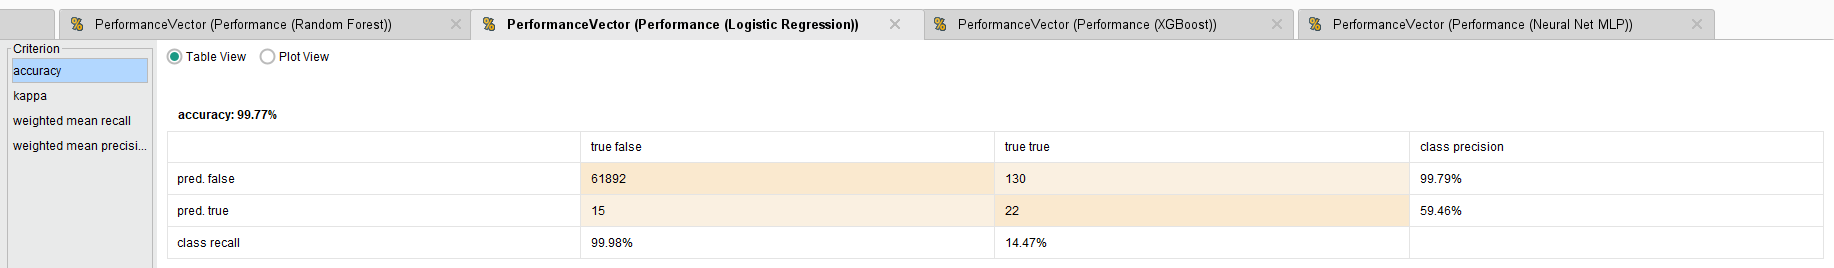 PerformanceVector (Performance (Random Forest)) PerformanceVector (Performance (Logistic Regression)) PerformanceVector (Performance (XGBoost)) PerformanceVector (Performance (Neural Net MLP))
Criterion
accuracy
kappa
weighted mean recall
weighted mean precisi...
Table View Plot View
accuracy: 99.77%
true false true true class precision
pred. false 61892 130 99.79%
pred. true 15 22 59.46%
class recall 99.98% 14.47%